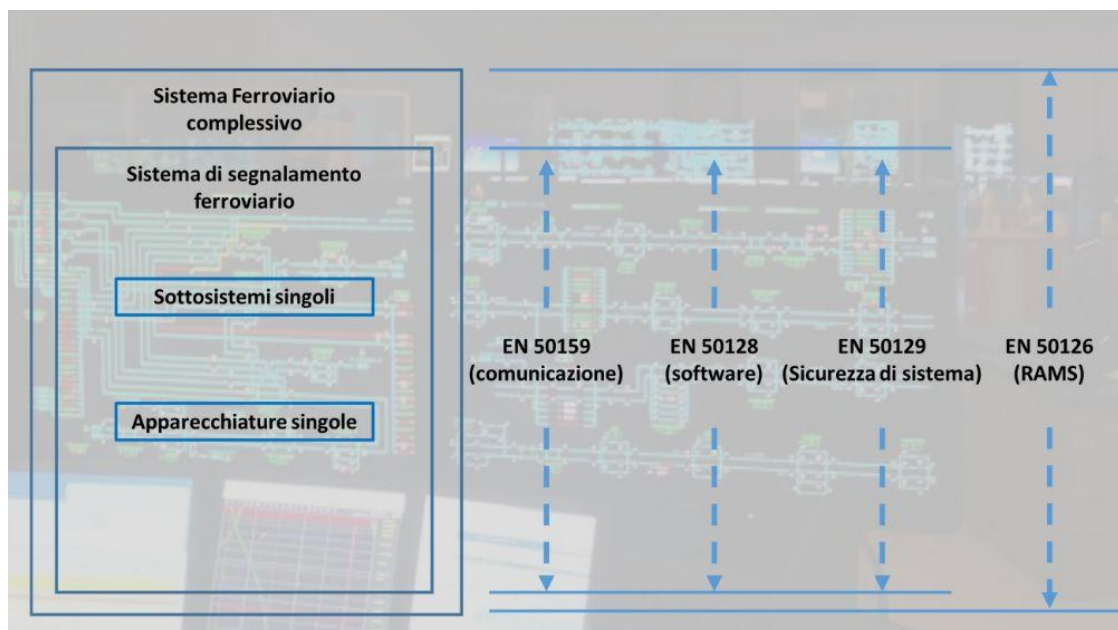 Sistema Ferroviario
complessivo
Sistema di segnalamento
ferroviario
Sottosistemi singoli
Apparecchiature singole
EN 50159
(comunicazione)
EN 50128
(software)
EN 50129
(Sicurezza di sistema)
EN 50126
(RAMS)